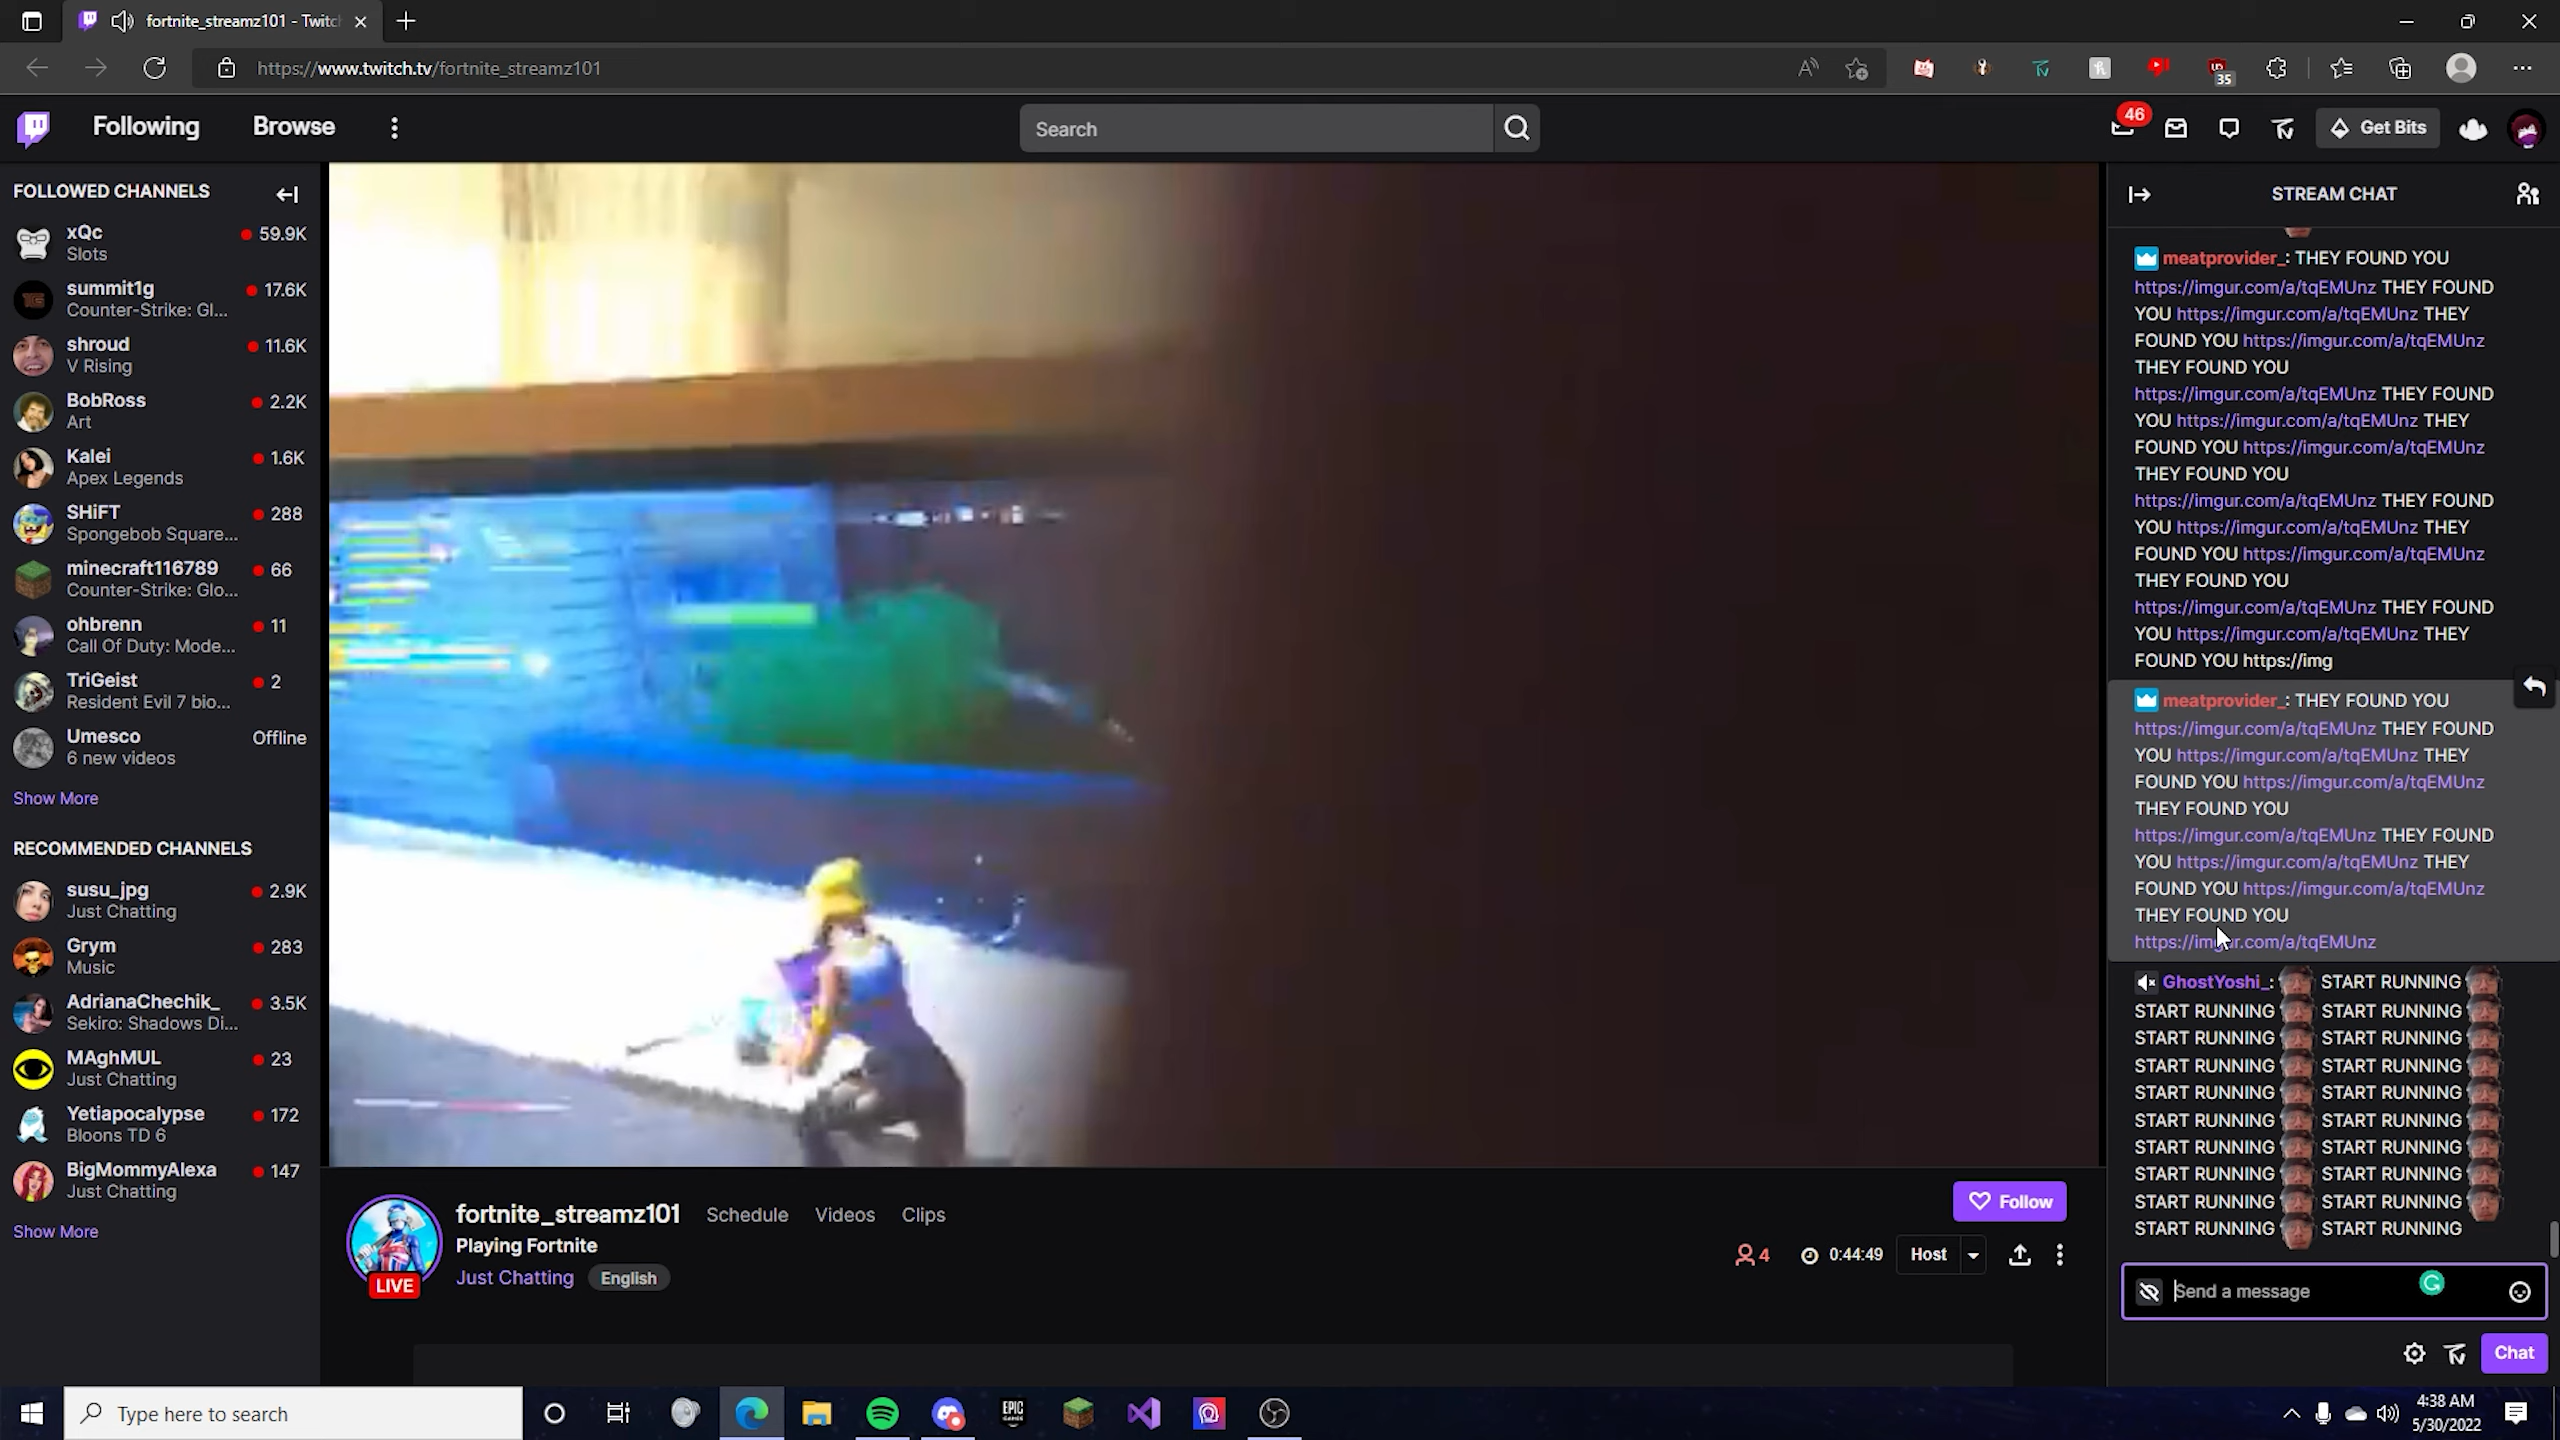 fortnite_streamz101 - Twitc
https://www.twitch.tv/fortnite_streamz101
35
Following
Browse
Search
46
Get Bits
FOLLOWED CHANNELS
xQc
59.9K
Slots
summit1g
17.6K
Counter-Strike: Gl...
shroud
11.6K
V Rising
BobRoss
2.2K
Art
Kalei
1.6K
Apex Legends
SHiFT
288
Spongebob Square...
minecraft116789
66
Counter-Strike: Glo...
ohbrenn
11
Call Of Duty: Mode...
TriGeist
2
Resident Evil 7 bio...
Umesco
Offline
6 new videos
Show More
RECOMMENDED CHANNELS
susu_jpg
2.9K
Just Chatting
Grym
283
Music
AdrianaChechik_
3.5K
Sekiro: Shadows Di...
MAghMUL
23
Just Chatting
Yetiapocalypse
172
Bloons TD 6
BigMommyAlexa
147
Just Chatting
Show More
LIVE
fortnite_streamz101
Schedule
Videos
Clips
Playing Fortnite
Just Chatting
English
Follow
4
0:44:49
Host
STREAM CHAT
meatprovider_: THEY FOUND YOU
https://imgur.com/a/tqEMUnz THEY FOUND
YOU https://imgur.com/a/tqEMUnz THEY
FOUND YOU https://imgur.com/a/tqEMUnz
THEY FOUND YOU
https://imgur.com/a/tqEMUnz THEY FOUND
YOU https://imgur.com/a/tqEMUnz THEY
FOUND YOU https://imgur.com/a/tqEMUnz
THEY FOUND YOU
https://imgur.com/a/tqEMUnz THEY FOUND
YOU https://imgur.com/a/tqEMUnz THEY
FOUND YOU https://imgur.com/a/tqEMUnz
THEY FOUND YOU
https://imgur.com/a/tqEMUnz THEY FOUND
YOU https://imgur.com/a/tqEMUnz THEY
FOUND YOU https://img
meatprovider_: THEY FOUND YOU
https://imgur.com/a/tqEMUnz THEY FOUND
YOU https://imgur.com/a/tqEMUnz THEY
FOUND YOU https://imgur.com/a/tqEMUnz
THEY FOUND YOU
https://imgur.com/a/tqEMUnz THEY FOUND
YOU https://imgur.com/a/tqEMUnz THEY
FOUND YOU https://imgur.com/a/tqEMUnz
THEY FOUND YOU
https://imgur.com/a/tqEMUnz
GhostYoshi_: START RUNNING
START RUNNING START RUNNING
START RUNNING START RUNNING
START RUNNING START RUNNING
START RUNNING START RUNNING
START RUNNING START RUNNING
START RUNNING START RUNNING
START RUNNING START RUNNING
START RUNNING START RUNNING
START RUNNING START RUNNING
Send a message
Chat
Type here to search
EPIC
GAMES
4:38 AM
5/30/2022